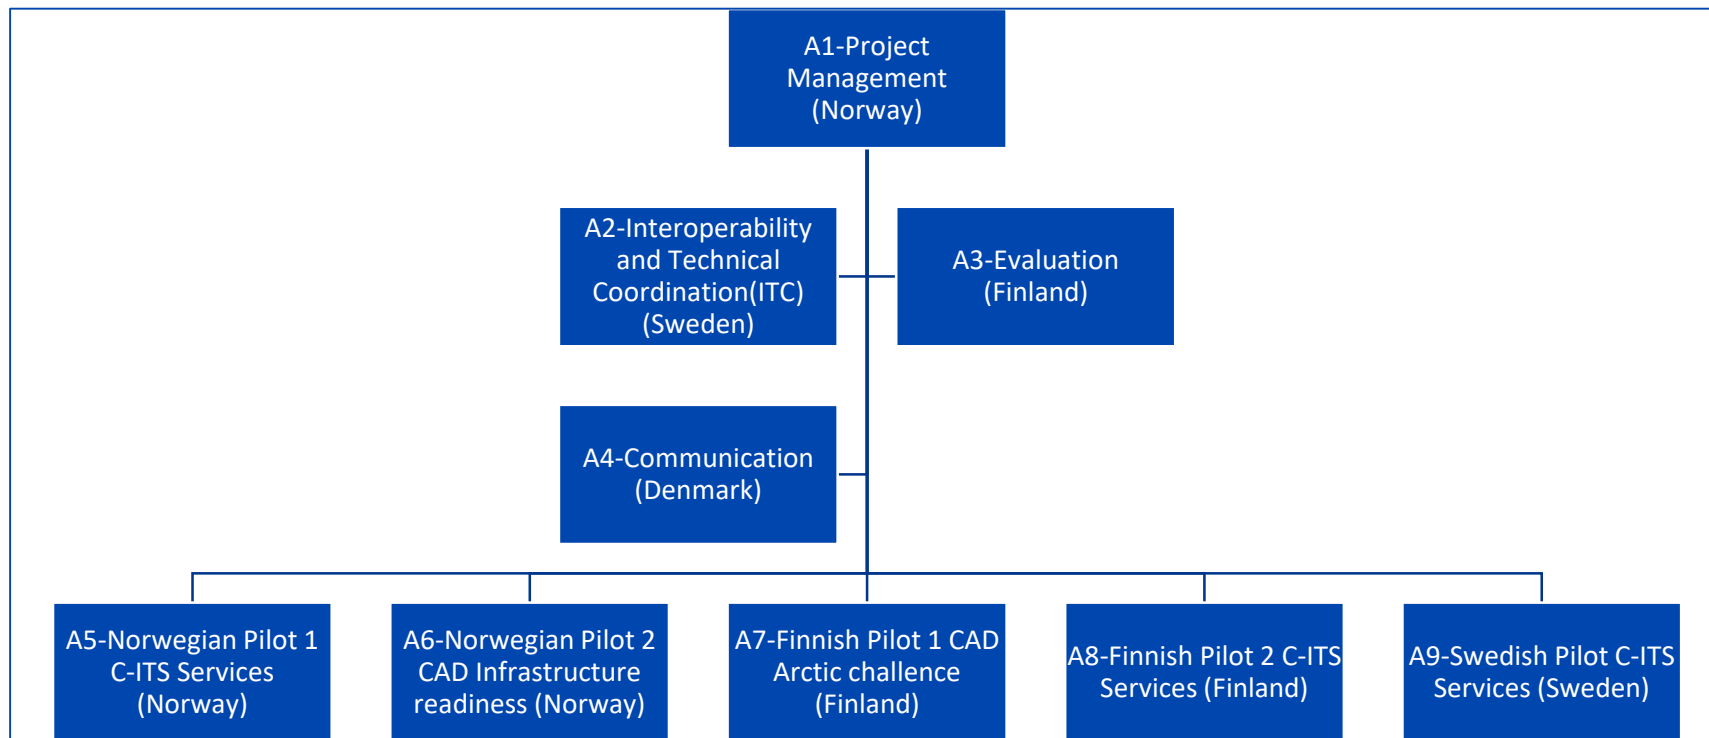 A1-Project
Management
(Norway)
A2-Interoperability
and Technical
Coordination(ITC)
(Sweden)
A3-Evaluation
(Finland)
A4-Communication
(Denmark)
A5-Norwegian Pilot 1
C-ITS Services
(Norway)
A6-Norwegian Pilot 2
CAD Infrastructure
readiness (Norway)
A7-Finnish Pilot 1 CAD
Arctic challence
(Finland)
A8-Finnish Pilot 2 C-ITS
Services (Finland)
A9-Swedish Pilot C-ITS
Services (Sweden)